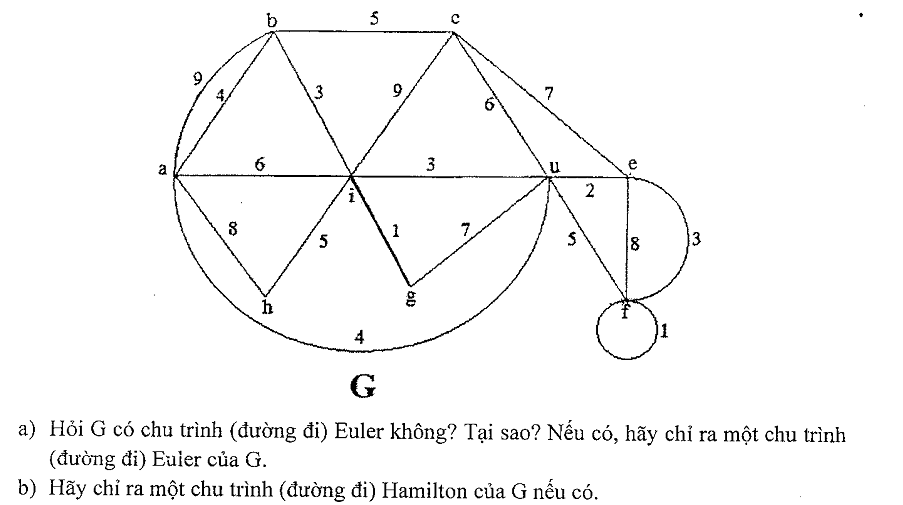 b 5 c
9 4 3 9 6 7
a 6 3 u 2 e
i
8 5 1 7 5 8 3
h g f
4 1
G
a) Hỏi G có chu trình (đường đi) Euler không? Tại sao? Nếu có, hãy chỉ ra một chu trình
(đường đi) Euler của G.
b) Hãy chỉ ra một chu trình (đường đi) Hamilton của G nếu có.